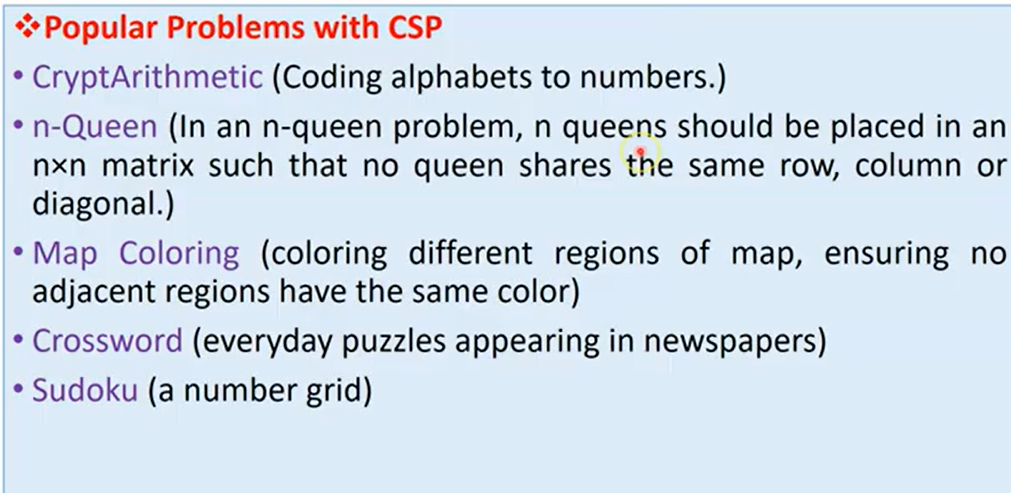 ❖Popular Problems with CSP
• CryptArithmetic (Coding alphabets to numbers.)
• n-Queen (In an n-queen problem, n queens should be placed in an
n×n matrix such that no queen shares the same row, column or
diagonal.)
• Map Coloring (coloring different regions of map, ensuring no
adjacent regions have the same color)
• Crossword (everyday puzzles appearing in newspapers)
• Sudoku (a number grid)